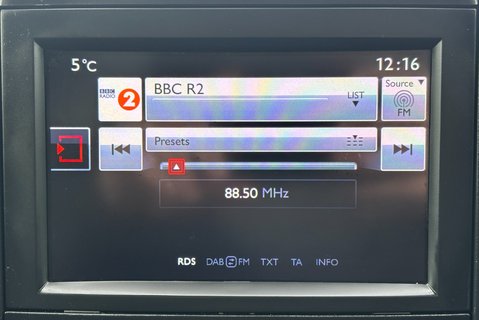 5 °C
12:16
BBC RADIO 2
BBC R2
LIST
Source
FM
Presets
88.50 MHz
RDS DAB FM TXT TA INFO